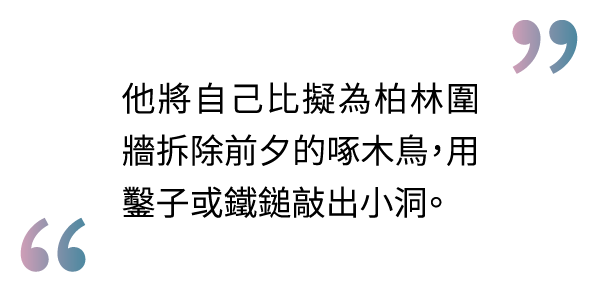 他將自己比擬為柏林圍
牆拆除前夕的啄木鳥，用
鑿子或鐵鎚敲出小洞。